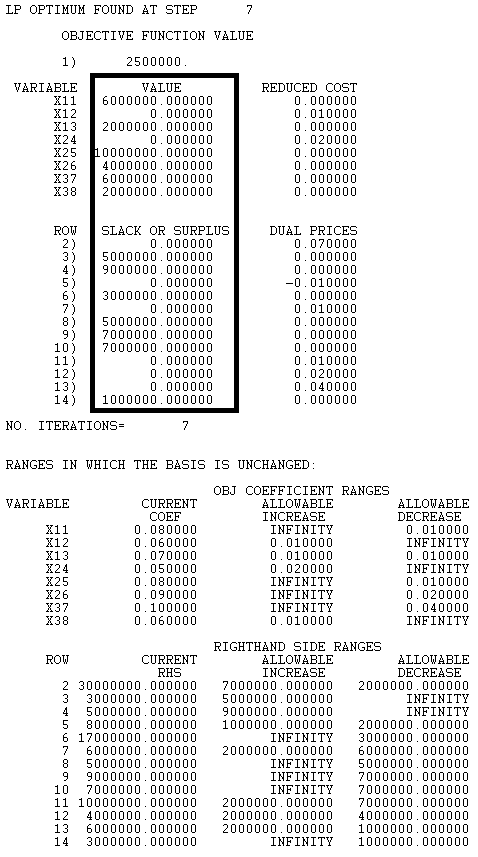 LP OPTIMUM FOUND AT STEP 7
OBJECTIVE FUNCTION VALUE
1) 2500000.
VARIABLE VALUE REDUCED COST
X11 6000000.000000 0.000000
X12 0.000000 0.010000
X13 2000000.000000 0.000000
X24 0.000000 0.020000
X25 10000000.000000 0.000000
X26 4000000.000000 0.000000
X37 6000000.000000 0.000000
X38 2000000.000000 0.000000
ROW SLACK OR SURPLUS DUAL PRICES
2) 0.000000 0.070000
3) 5000000.000000 0.000000
4) 9000000.000000 0.000000
5) 0.000000 -0.010000
6) 3000000.000000 0.000000
7) 0.000000 0.010000
8) 5000000.000000 0.000000
9) 7000000.000000 0.000000
10) 7000000.000000 0.000000
11) 0.000000 0.010000
12) 0.000000 0.020000
13) 0.000000 0.040000
14) 1000000.000000 0.000000
NO. ITERATIONS= 7
RANGES IN WHICH THE BASIS IS UNCHANGED:
OBJ COEFFICIENT RANGES
VARIABLE CURRENT ALLOWABLE ALLOWABLE
COEF INCREASE DECREASE
X11 0.080000 INFINITY 0.010000
X12 0.060000 0.010000 INFINITY
X13 0.070000 0.010000 0.010000
X24 0.050000 0.020000 INFINITY
X25 0.080000 INFINITY 0.010000
X26 0.090000 INFINITY 0.020000
X37 0.100000 INFINITY 0.040000
X38 0.060000 0.010000 INFINITY
RIGHTHAND SIDE RANGES
ROW CURRENT ALLOWABLE ALLOWABLE
RHS INCREASE DECREASE
2 30000000.000000 7000000.000000 2000000.000000
3 3000000.000000 5000000.000000 INFINITY
4 5000000.000000 9000000.000000 INFINITY
5 8000000.000000 1000000.000000 2000000.000000
6 17000000.000000 INFINITY 3000000.000000
7 6000000.000000 2000000.000000 6000000.000000
8 5000000.000000 INFINITY 5000000.000000
9 9000000.000000 INFINITY 7000000.000000
10 7000000.000000 INFINITY 7000000.000000
11 10000000.000000 2000000.000000 7000000.000000
12 4000000.000000 2000000.000000 4000000.000000
13 6000000.000000 2000000.000000 1000000.000000
14 3000000.000000 INFINITY 1000000.000000